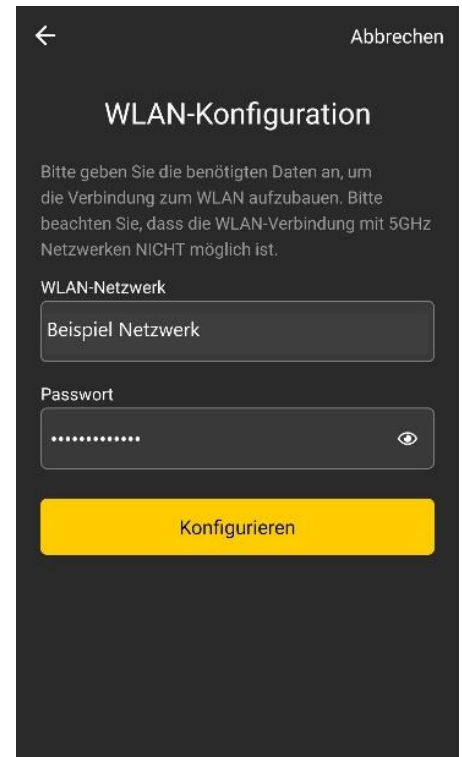 Abbrechen
WLAN-Konfiguration
Bitte geben Sie die benötigten Daten an, um
die Verbindung zum WLAN aufzubauen. Bitte
beachten Sie, dass die WLAN-Verbindung mit 5GHz
Netzwerken NICHT möglich ist.
WLAN-Netzwerk
Beispiel Netzwerk
Passwort
•••••••••••••
Konfigurieren